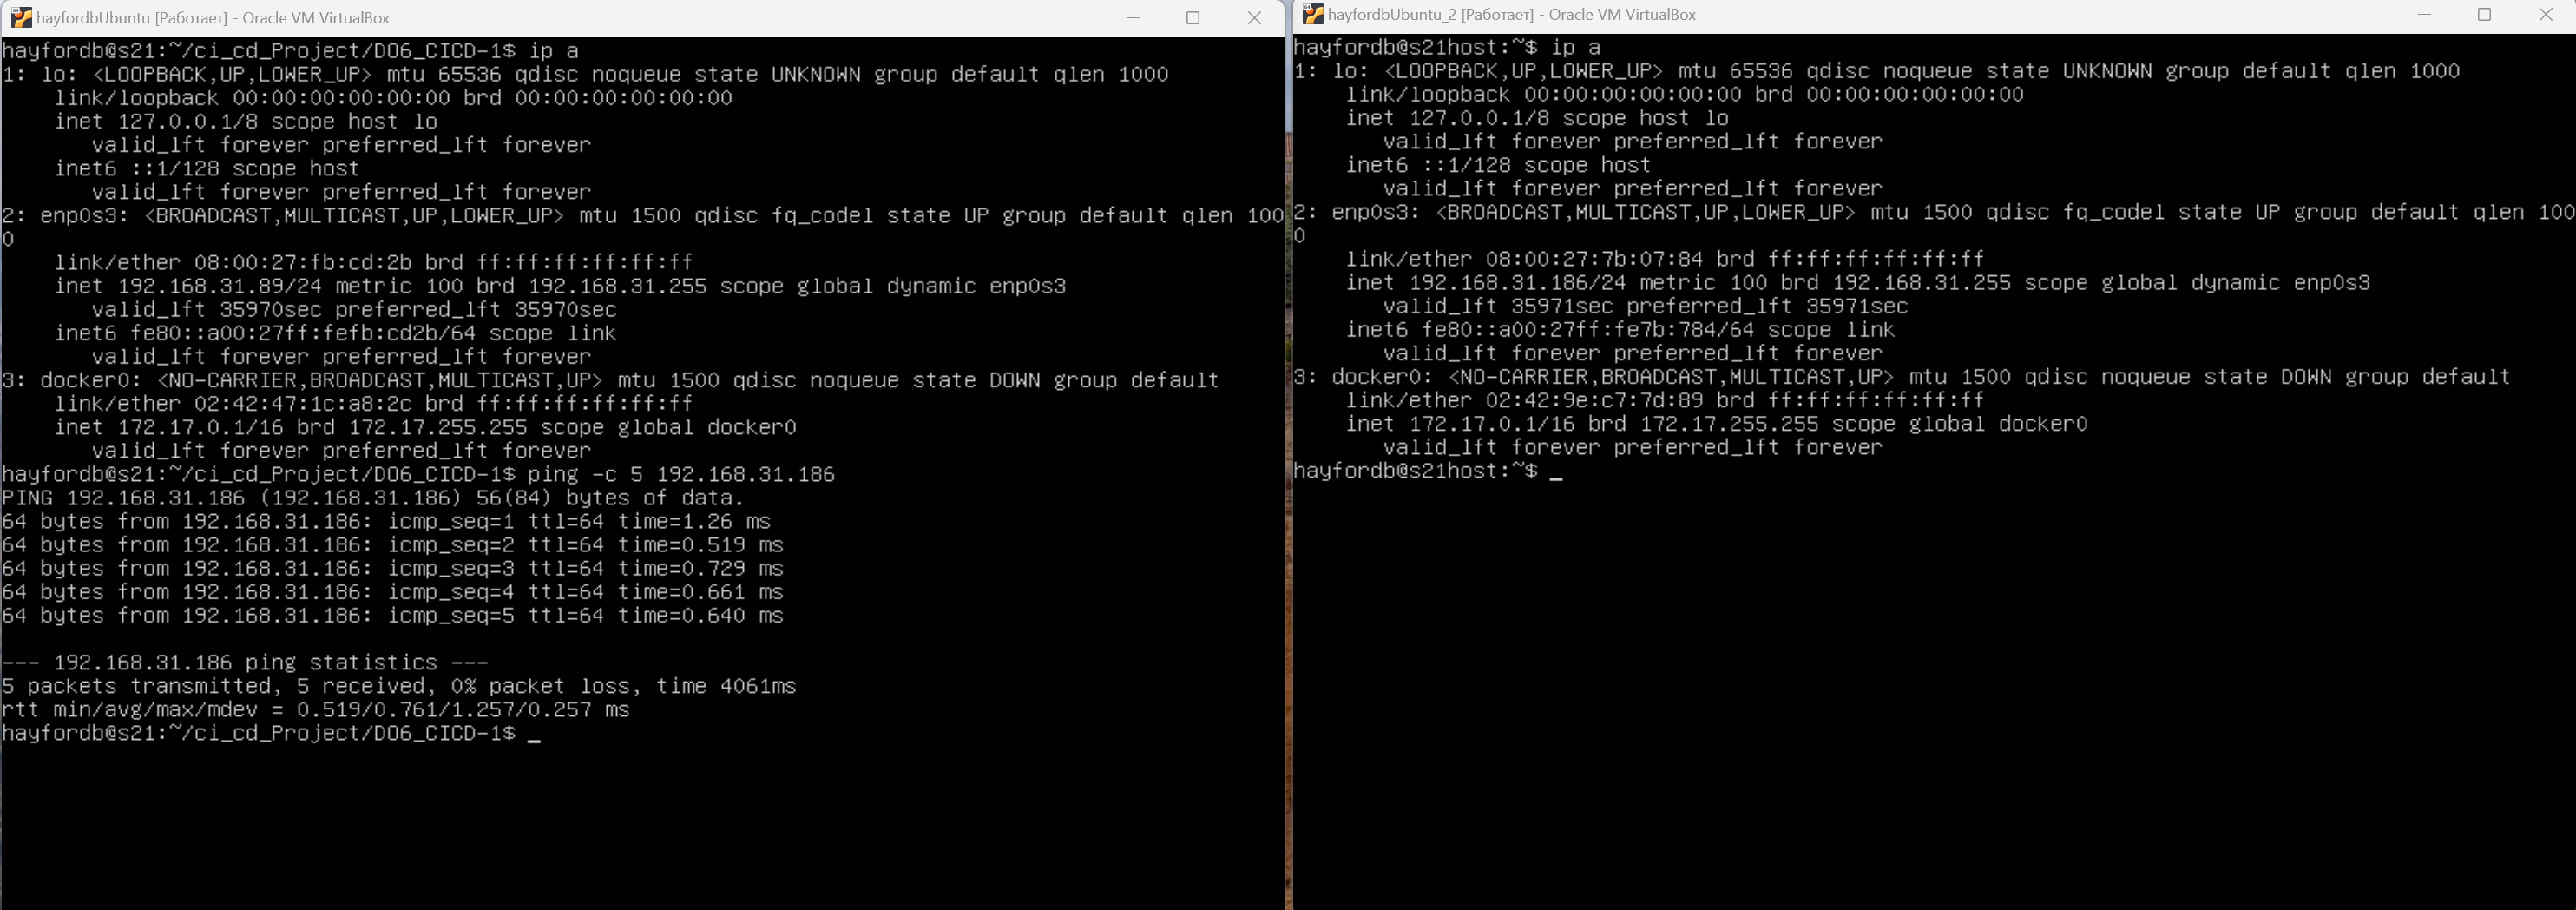 hayfordbUbuntu [Работает] - Oracle VM VirtualBox
hayfordb@s21:~/ci_cd_Project/DO6_CICD-1$ ip a
1: lo: <LOOPBACK,UP,LOWER_UP> mtu 65536 qdisc noqueue state UNKNOWN group default qlen 1000
    link/loopback 00:00:00:00:00:00 brd 00:00:00:00:00:00
    inet 127.0.0.1/8 scope host lo
       valid_lft forever preferred_lft forever
    inet6 ::1/128 scope host
       valid_lft forever preferred_lft forever
2: enp0s3: <BROADCAST,MULTICAST,UP,LOWER_UP> mtu 1500 qdisc fq_codel state UP group default qlen 100
0
    link/ether 08:00:27:fb:cd:2b brd ff:ff:ff:ff:ff:ff
    inet 192.168.31.89/24 metric 100 brd 192.168.31.255 scope global dynamic enp0s3
       valid_lft 35970sec preferred_lft 35970sec
    inet6 fe80::a00:27ff:fefb:cd2b/64 scope link
       valid_lft forever preferred_lft forever
3: docker0: <NO-CARRIER,BROADCAST,MULTICAST,UP> mtu 1500 qdisc noqueue state DOWN group default
    link/ether 02:42:47:1c:a8:2c brd ff:ff:ff:ff:ff:ff
    inet 172.17.0.1/16 brd 172.17.255.255 scope global docker0
       valid_lft forever preferred_lft forever
hayfordb@s21:~/ci_cd_Project/DO6_CICD-1$ ping -c 5 192.168.31.186
PING 192.168.31.186 (192.168.31.186) 56(84) bytes of data.
64 bytes from 192.168.31.186: icmp_seq=1 ttl=64 time=1.26 ms
64 bytes from 192.168.31.186: icmp_seq=2 ttl=64 time=0.519 ms
64 bytes from 192.168.31.186: icmp_seq=3 ttl=64 time=0.729 ms
64 bytes from 192.168.31.186: icmp_seq=4 ttl=64 time=0.661 ms
64 bytes from 192.168.31.186: icmp_seq=5 ttl=64 time=0.640 ms
--- 192.168.31.186 ping statistics ---
5 packets transmitted, 5 received, 0% packet loss, time 4061ms
rtt min/avg/max/mdev = 0.519/0.761/1.257/0.257 ms
hayfordb@s21:~/ci_cd_Project/DO6_CICD-1$ _
hayfordbUbuntu_2 [Работает] - Oracle VM VirtualBox
hayfordb@s21host:~$ ip a
1: lo: <LOOPBACK,UP,LOWER_UP> mtu 65536 qdisc noqueue state UNKNOWN group default qlen 1000
    link/loopback 00:00:00:00:00:00 brd 00:00:00:00:00:00
    inet 127.0.0.1/8 scope host lo
       valid_lft forever preferred_lft forever
    inet6 ::1/128 scope host
       valid_lft forever preferred_lft forever
2: enp0s3: <BROADCAST,MULTICAST,UP,LOWER_UP> mtu 1500 qdisc fq_codel state UP group default qlen 100
0
    link/ether 08:00:27:7b:07:84 brd ff:ff:ff:ff:ff:ff
    inet 192.168.31.186/24 metric 100 brd 192.168.31.255 scope global dynamic enp0s3
       valid_lft 35971sec preferred_lft 35971sec
    inet6 fe80::a00:27ff:fe7b:784/64 scope link
       valid_lft forever preferred_lft forever
3: docker0: <NO-CARRIER,BROADCAST,MULTICAST,UP> mtu 1500 qdisc noqueue state DOWN group default
    link/ether 02:42:9e:c7:7d:89 brd ff:ff:ff:ff:ff:ff
    inet 172.17.0.1/16 brd 172.17.255.255 scope global docker0
       valid_lft forever preferred_lft forever
hayfordb@s21host:~$ _